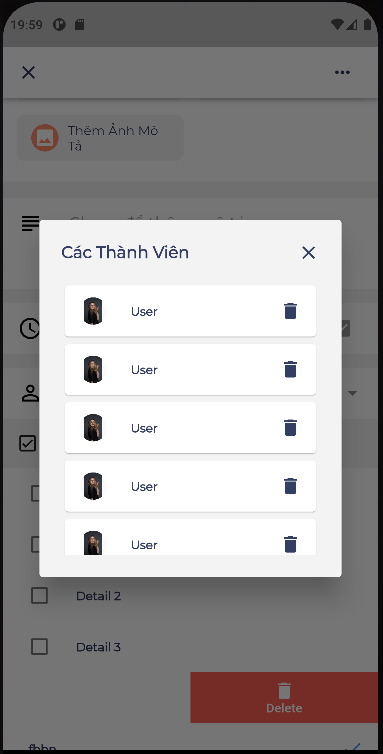 19:59
Thêm Ảnh Mô
Tả
Các Thành Viên
User
User
User
User
User
Detail 2
Detail 3
Delete